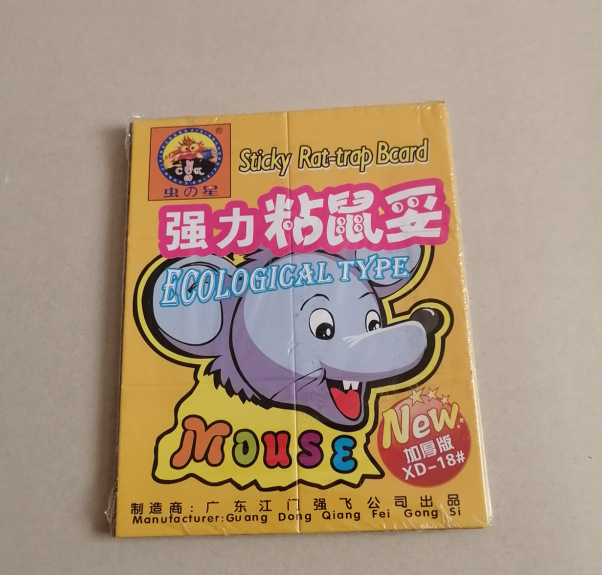 Sticky Rat-trap Bcard
虫の星
强力粘鼠妥
ECOLOGICAL TYPE
MOUSE
New
加厚版
XD-18#
制造商:广东江门强飞公司出品
Manufacturer:Guang Dong Qiang Fei Gong Si